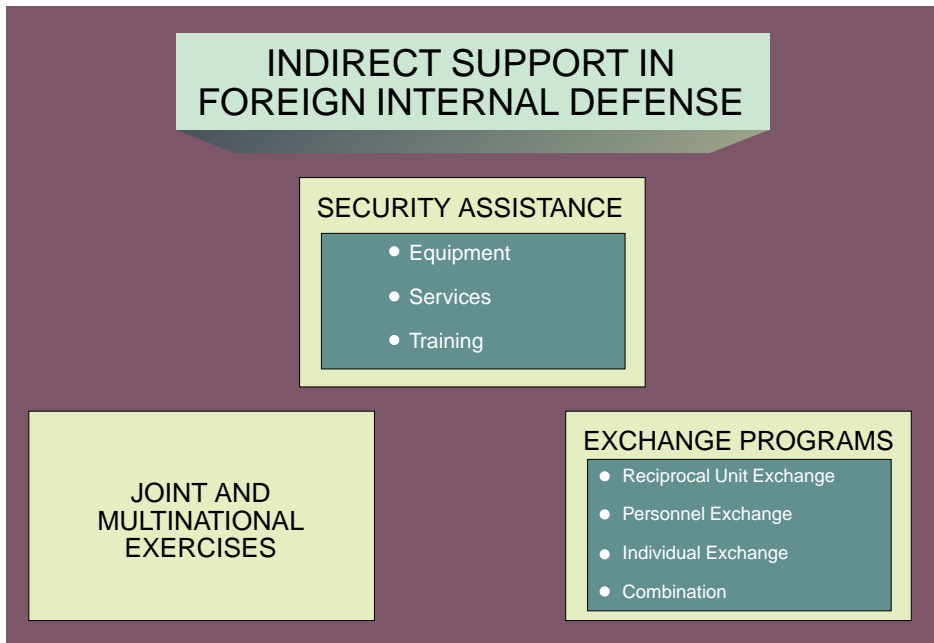 INDIRECT SUPPORT IN
FOREIGN INTERNAL DEFENSE
SECURITY ASSISTANCE
Equipment
Services
Training
JOINT AND
MULTINATIONAL
EXERCISES
EXCHANGE PROGRAMS
Reciprocal Unit Exchange
Personnel Exchange
Individual Exchange
Combination